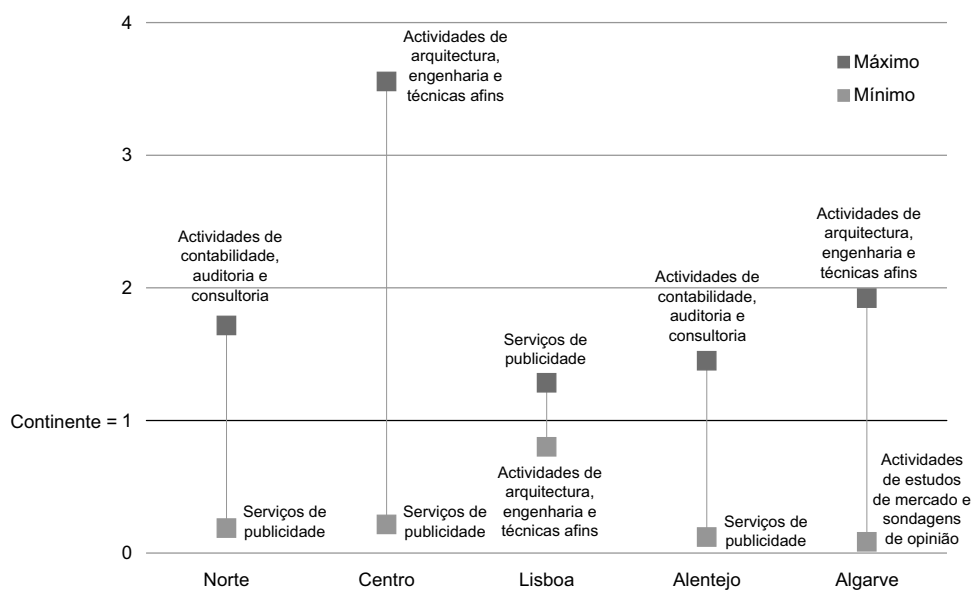 4
3
2
Continente = 1
0
Máximo
Mínimo
Actividades de
contabilidade,
auditoria e
consultoria
Serviços de
publicidade
Actividades de
arquitectura,
engenharia e
técnicas afins
Serviços de
publicidade
Serviços de
publicidade
Actividades de
arquitectura,
engenharia e
técnicas afins
Actividades de
contabilidade,
auditoria e
consultoria
Serviços de
publicidade
Actividades de
arquitectura,
engenharia e
técnicas afins
Actividades
de estudos
de mercado e
sondagens
de opinião
Norte
Centro
Lisboa
Alentejo
Algarve